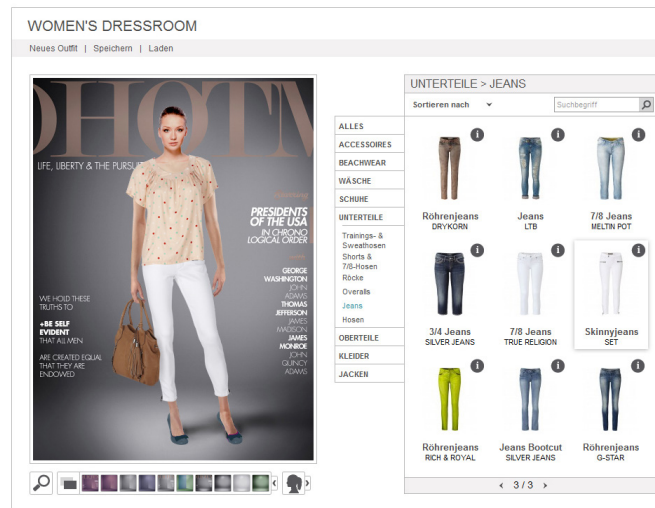 WOMEN'S DRESSROOM
Neues Outfit | Speichern | Laden
OHOTM
LIFE, LIBERTY & THE PURSUIT
PRESIDENTS
OF THE USA
IN CHRONO
LOGICAL ORDER
GEORGE
WASHINGTON
JOHN
ADAMS
THOMAS
JEFFERSON
JAMES
MADISON
JAMES
MONROE
JOHN
QUINCY
ADAMS
WE HOLD THESE
TRUTHS TO
+BE SELF
EVIDENT
THAT ALL MEN
ARE CREATED EQUAL
THAT THEY ARE
ENDOWED
ALLES
ACCESSOIRES
BEACHWEAR
WÄSCHE
SCHUHE
UNTERTEILE
Trainings- &
Sweathosen
Shorts &
7/8-Hosen
Röcke
Overalls
Jeans
Hosen
OBERTEILE
KLEIDER
JACKEN
UNTERTEILE > JEANS
Sortieren nach
Suchbegriff
Röhrenjeans
DRYKORN
Jeans
LTB
7/8 Jeans
MELTIN POT
3/4 Jeans
SILVER JEANS
7/8 Jeans
TRUE RELIGION
Skinnyjeans
SET
Röhrenjeans
RICH & ROYAL
Jeans Bootcut
SILVER JEANS
Röhrenjeans
G-STAR
‹ 3/3 ›